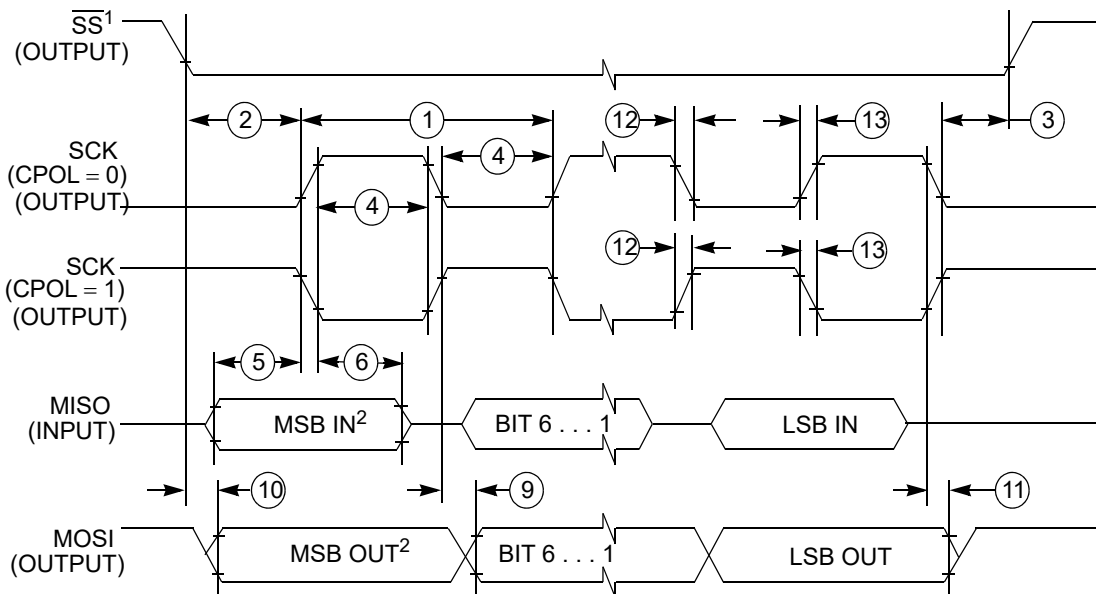 SS¹
(OUTPUT)
2
1
12
13
3
SCK
(CPOL = 0)
(OUTPUT)
4
4
SCK
(CPOL = 1)
(OUTPUT)
12
13
5
6
MISO
(INPUT)
MSB IN²
BIT 6 . . . 1
LSB IN
10
9
11
MOSI
(OUTPUT)
MSB OUT²
BIT 6 . . . 1
LSB OUT